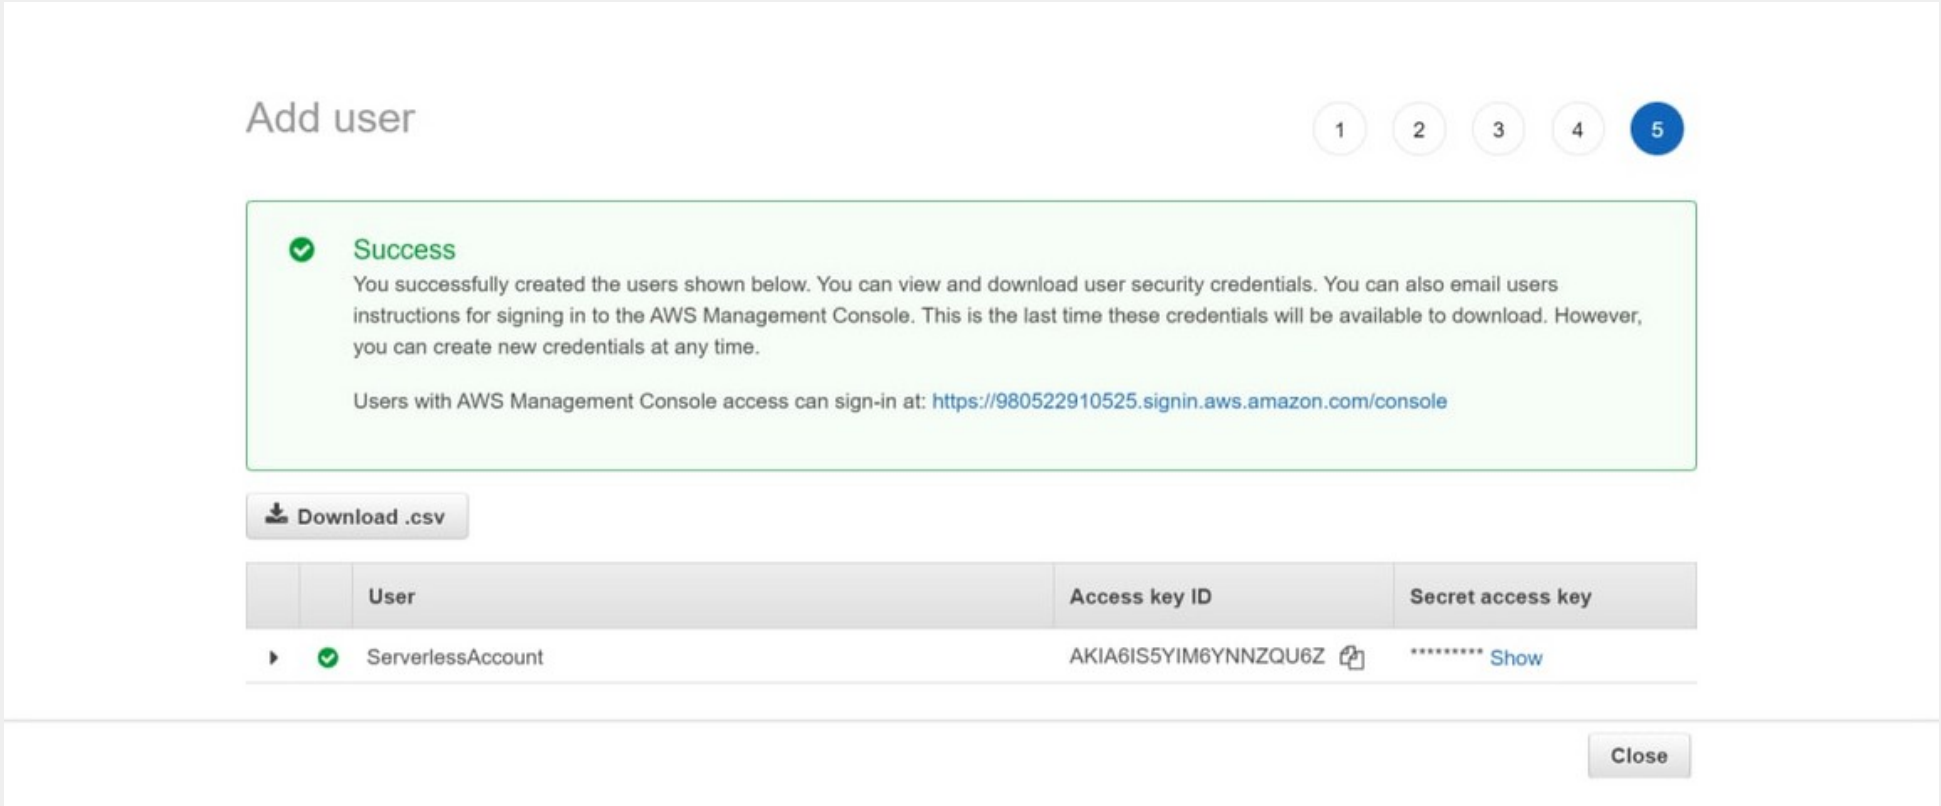 Add user
1 2 3 4 5
Success
You successfully created the users shown below. You can view and download user security credentials. You can also email users
instructions for signing in to the AWS Management Console. This is the last time these credentials will be available to download. However,
you can create new credentials at any time.
Users with AWS Management Console access can sign-in at: https://980522910525.signin.aws.amazon.com/console
Download .csv
User Access key ID Secret access key
ServerlessAccount AKIA6IS5YIM6YNNZQU6Z ********* Show
Close